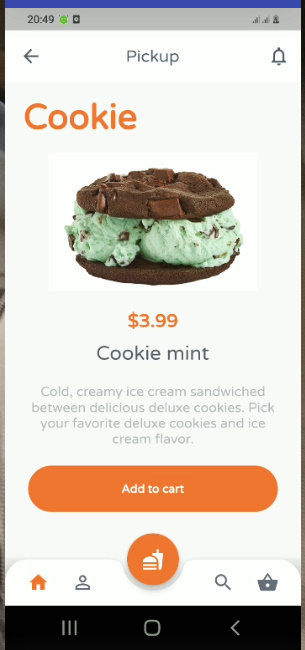 20:49
Pickup
Cookie
$3.99
Cookie mint
Cold, creamy ice cream sandwiched
between delicious deluxe cookies. Pick
your favorite deluxe cookies and ice
cream flavor.
Add to cart